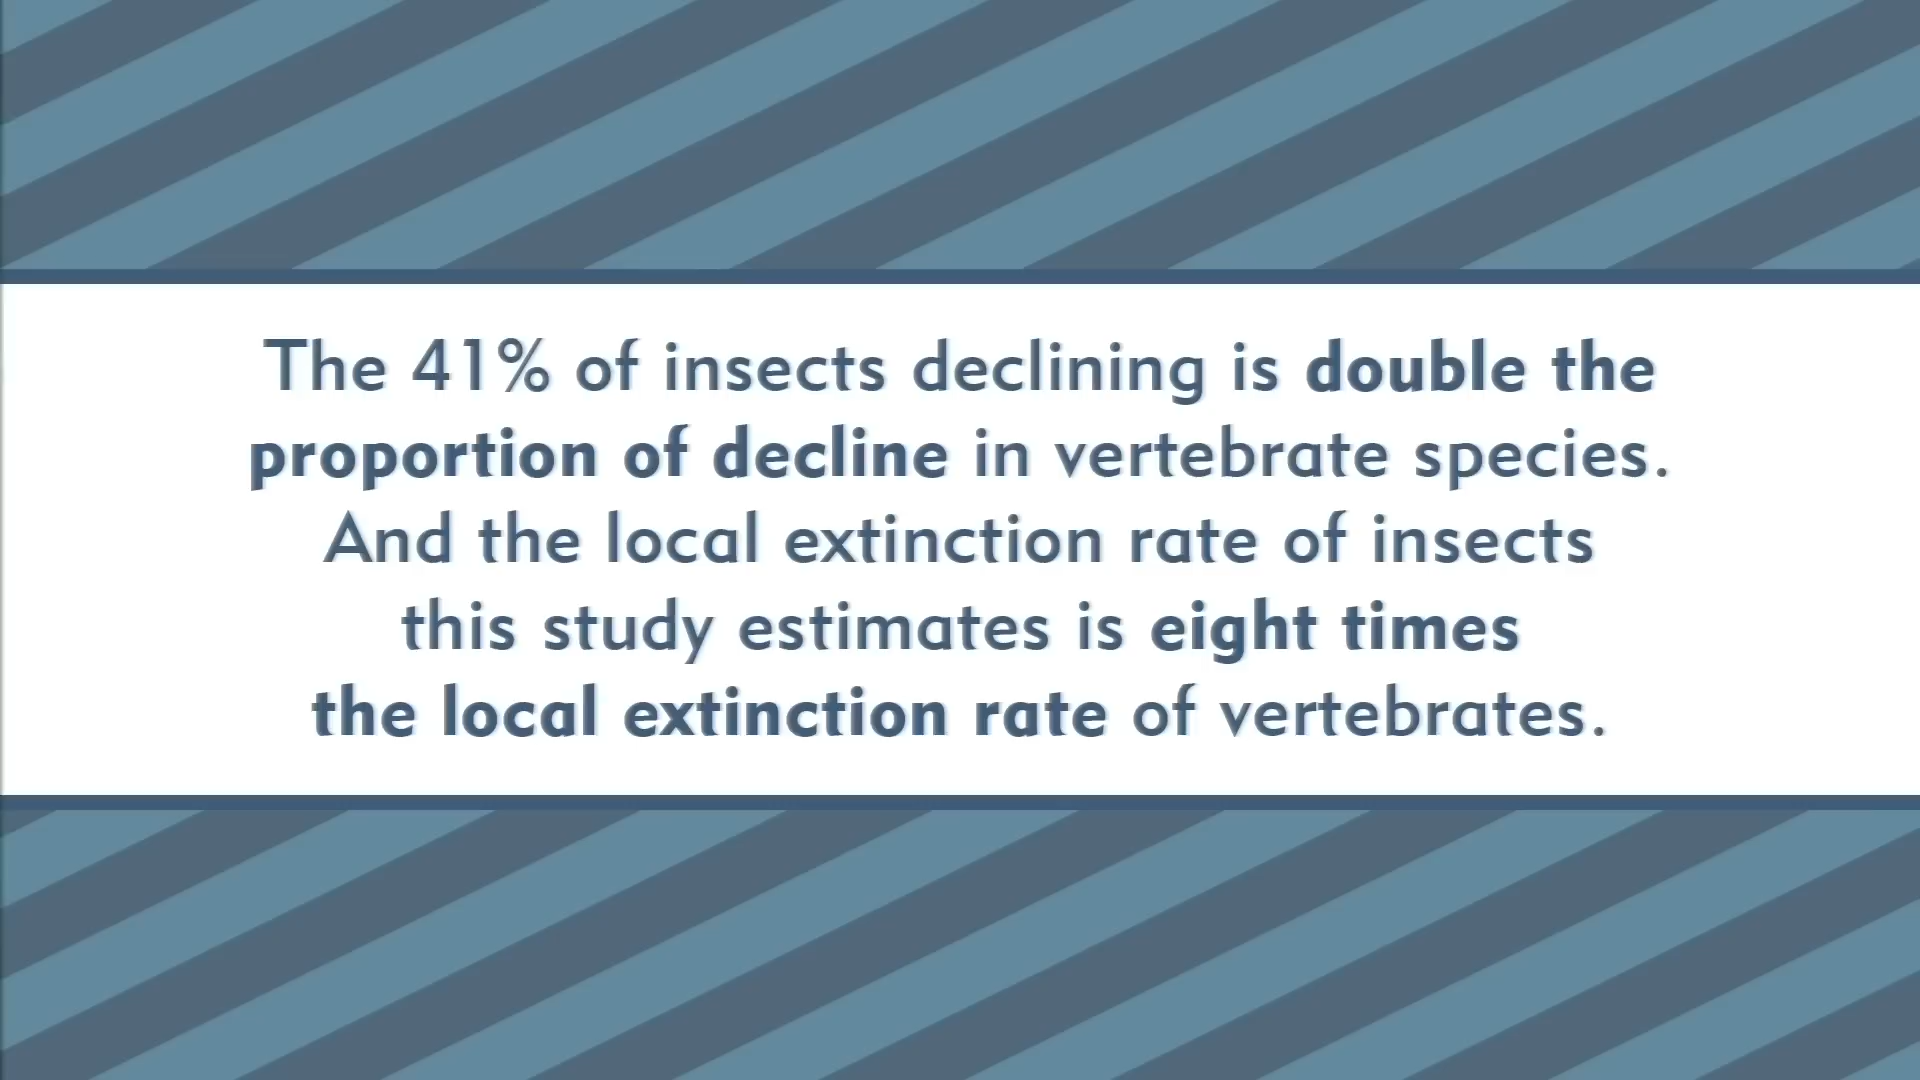 The 41% of insects declining is double the
proportion of decline in vertebrate species.
And the local extinction rate of insects
this study estimates is eight times
the local extinction rate of vertebrates.